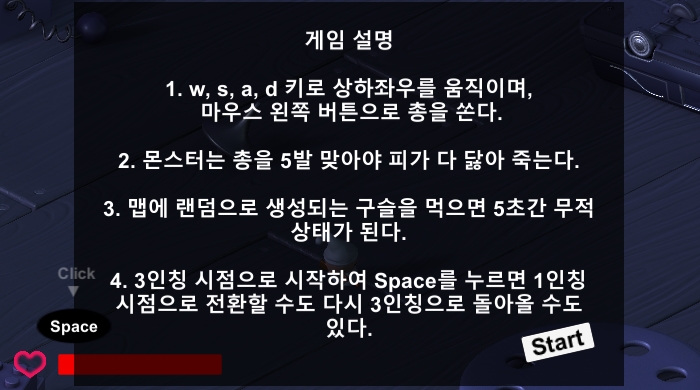 게임 설명
1. w, s, a, d 키로 상하좌우를 움직이며,
마우스 왼쪽 버튼으로 총을 쏜다.
2. 몬스터는 총을 5발 맞아야 피가 다 닳아 죽는다.
3. 맵에 랜덤으로 생성되는 구슬을 먹으면 5초간 무적
상태가 된다.
4. 3인칭 시점으로 시작하여 Space를 누르면 1인칭
시점으로 전환할 수도 다시 3인칭으로 돌아올 수도
있다.
Click
Space
Start